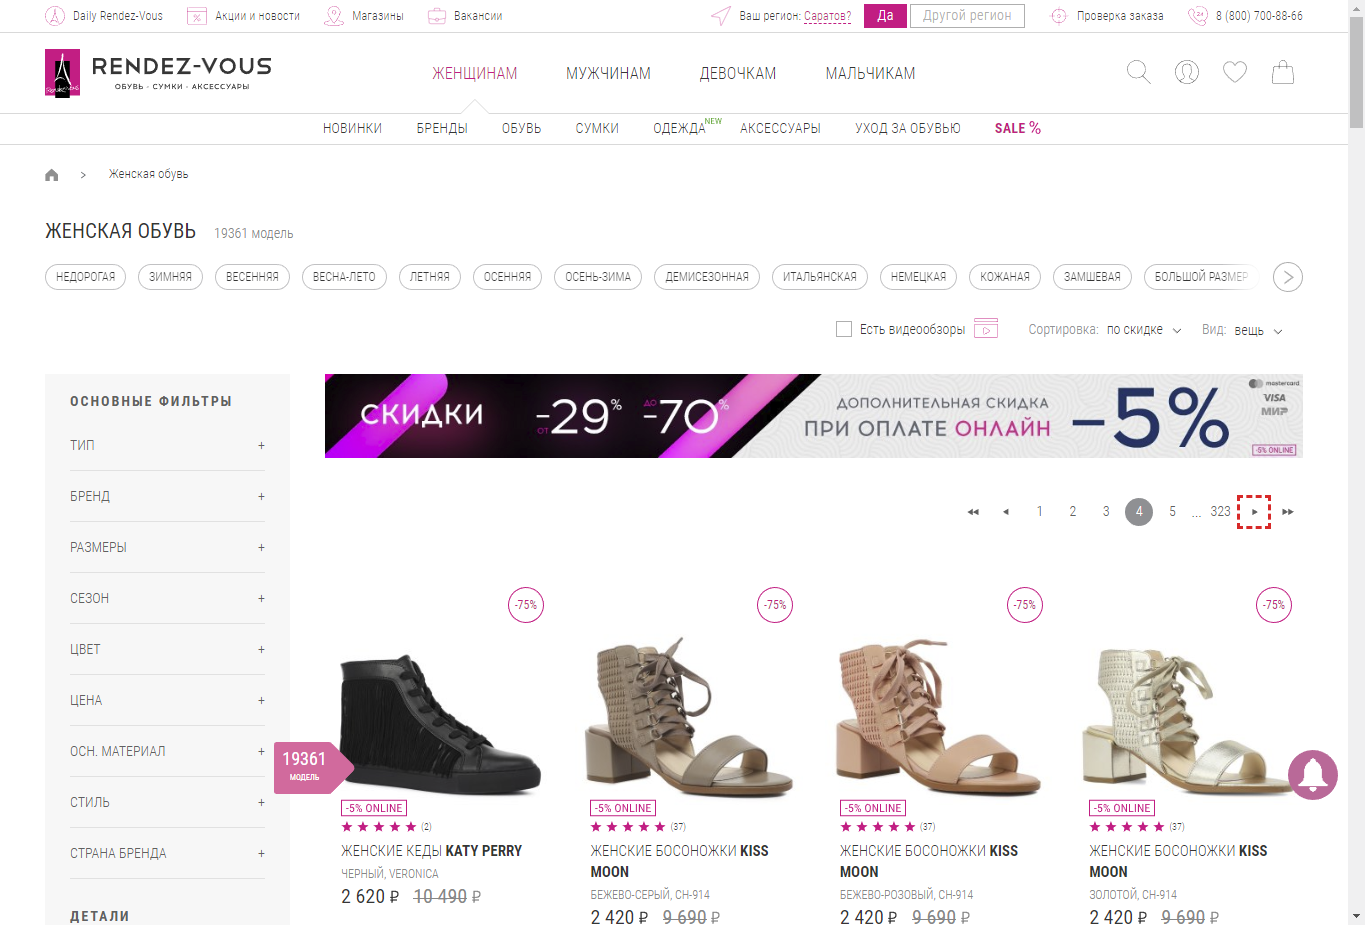 Daily Rendez-Vous
Акции и новости
Магазины
Вакансии
Ваш регион: Саратов?
Да
Другой регион
Проверка заказа
8 (800) 700-88-66
RENDEZ-VOUS
ОБУВЬ · СУМКИ · АКСЕССУАРЫ
ЖЕНЩИНАМ
МУЖЧИНАМ
ДЕВОЧКАМ
МАЛЬЧИКАМ
НОВИНКИ
БРЕНДЫ
ОБУВЬ
СУМКИ
ОДЕЖДА NEW
АКСЕССУАРЫ
УХОД ЗА ОБУВЬЮ
SALE %
Женская обувь
ЖЕНСКАЯ ОБУВЬ 19361 модель
НЕДОРОГАЯ
ЗИМНЯЯ
ВЕСЕННЯЯ
ВЕСНА-ЛЕТО
ЛЕТНЯЯ
ОСЕННЯЯ
ОСЕНЬ-ЗИМА
ДЕМИСЕЗОННАЯ
ИТАЛЬЯНСКАЯ
НЕМЕЦКАЯ
КОЖАНАЯ
ЗАМШЕВАЯ
БОЛЬШОЙ РАЗМЕР
Есть видеообзоры
Сортировка: по скидке
Вид: вещь
ОСНОВНЫЕ ФИЛЬТРЫ
ТИП +
БРЕНД +
РАЗМЕРЫ +
СЕЗОН +
ЦВЕТ +
ЦЕНА +
ОСН. МАТЕРИАЛ +
СТИЛЬ +
СТРАНА БРЕНДА +
ДЕТАЛИ
19361
МОДЕЛЬ
СКИДКИ
ОТ -29% ДО -70%
ДОПОЛНИТЕЛЬНАЯ СКИДКА
ПРИ ОПЛАТЕ ОНЛАЙН
-5%
mastercard
VISA
МИР
-5% ONLINE
1 2 3 4 5 ... 323
-75%
-5% ONLINE
(2)
ЖЕНСКИЕ КЕДЫ KATY PERRY
ЧЕРНЫЙ, VERONICA
2 620 ₽ 10 490 ₽
-75%
-5% ONLINE
(37)
ЖЕНСКИЕ БОСОНОЖКИ KISS
MOON
БЕЖЕВО-СЕРЫЙ, CH-914
2 420 ₽ 9 690 ₽
-75%
-5% ONLINE
(37)
ЖЕНСКИЕ БОСОНОЖКИ KISS
MOON
БЕЖЕВО-РОЗОВЫЙ, CH-914
2 420 ₽ 9 690 ₽
-75%
-5% ONLINE
(37)
ЖЕНСКИЕ БОСОНОЖКИ KISS
MOON
ЗОЛОТОЙ, CH-914
2 420 ₽ 9 690 ₽